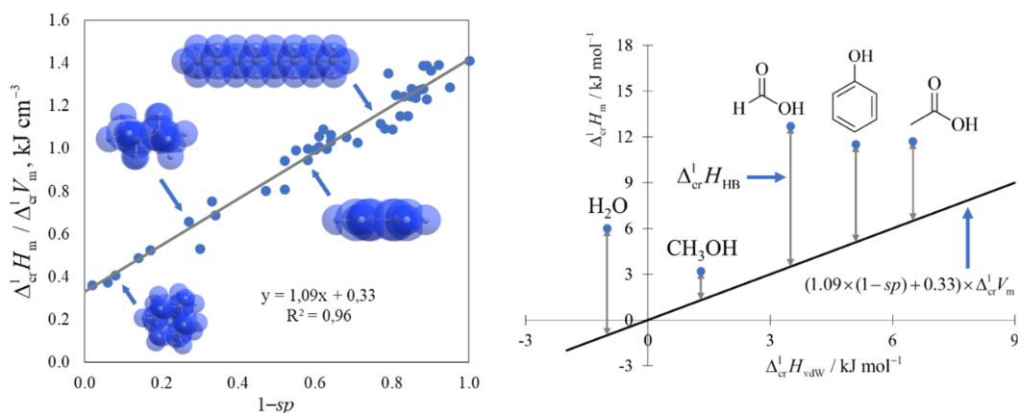 1.6
1.4
1.2
1.0
0.8
0.6
0.4
0.2
0.0
0.0 0.2 0.4 0.6 0.8 1.0
1−sp
Δ¹crHm / Δ¹crVm, kJ cm⁻³
y = 1,09x + 0,33
R² = 0,96
Δ¹crHm / kJ mol⁻¹
18
15
12
9
6
3
0
-3
-3 0 3 6 9
Δ¹crHvdW / kJ mol⁻¹
O
H OH
OH
O
OH
Δ¹crHHB
H₂O
CH₃OH
(1.09×(1−sp)+0.33)×Δ¹crVm